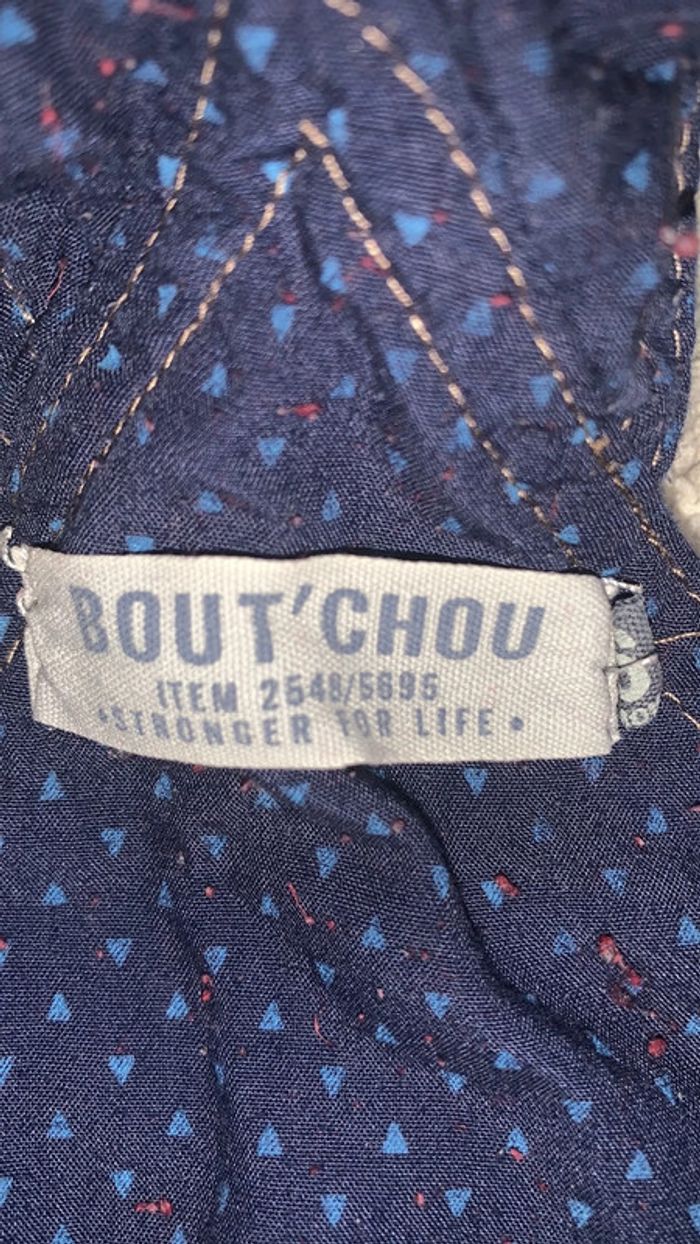 BOUT'CHOU
ITEM 2548/5695
•STRONGER FOR LIFE•